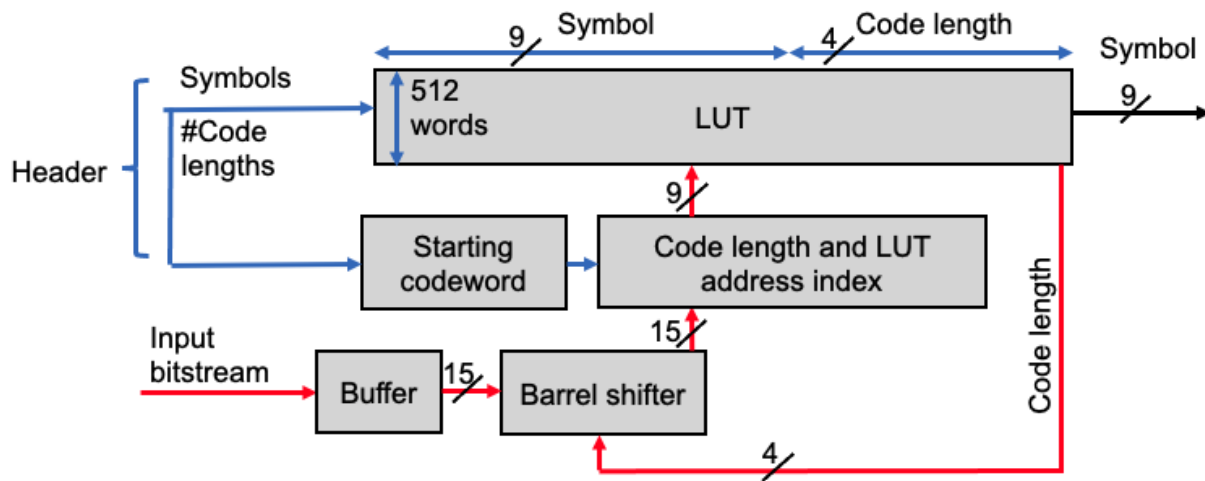 9
Symbol
4
Code length
Symbol
Symbols
512
words
LUT
9
#Code
lengths
Header
9
Starting
codeword
Code length and LUT
address index
Code length
15
Input
bitstream
Buffer
15
Barrel shifter
4